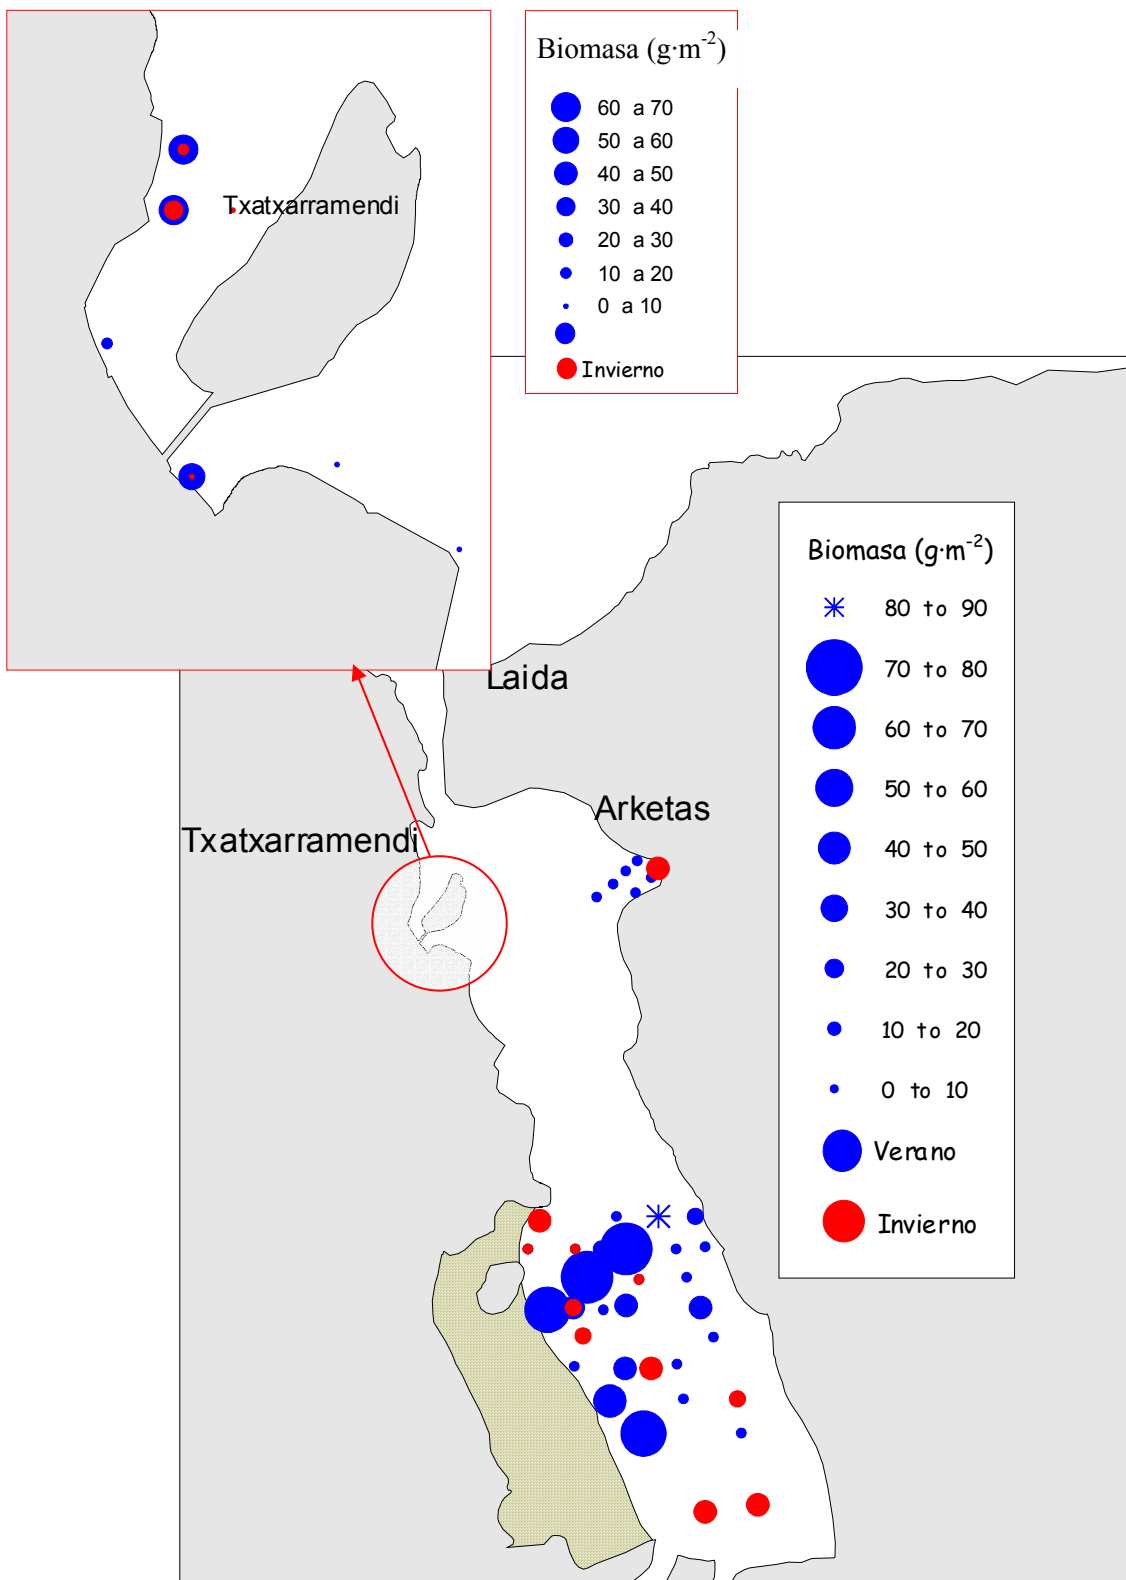 Biomasa (g·m-2)
60 a 70
50 a 60
40 a 50
30 a 40
20 a 30
10 a 20
0 a 10
Invierno
Txatxarramendi
Biomasa (g·m-2)
80 to 90
70 to 80
60 to 70
50 to 60
40 to 50
30 to 40
20 to 30
10 to 20
0 to 10
Verano
Invierno
Laida
Arketas
Txatxarramendi